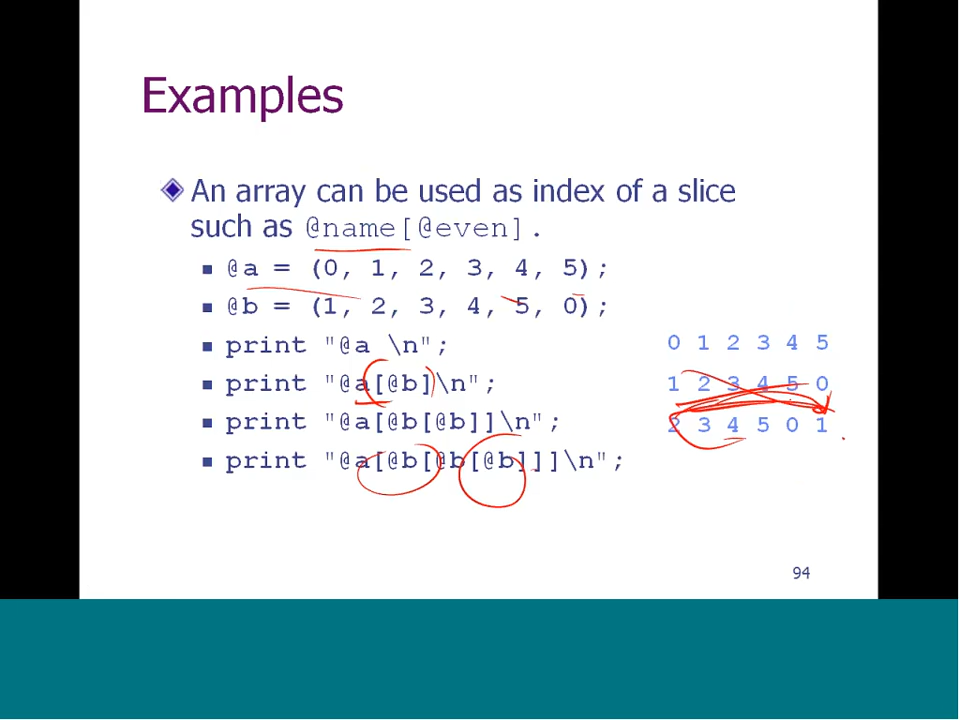 Examples
An array can be used as index of a slice
such as @name[@even].
@a = (0, 1, 2, 3, 4, 5);
@b = (1, 2, 3, 4, 5, 0);
print "@a \n";
0 1 2 3 4 5
print "@a[@b]\n";
1 2 3 4 5 0
print "@a[@b[@b]]\n";
2 3 4 5 0 1
print "@a[@b[@b[@b]]]\n";
94